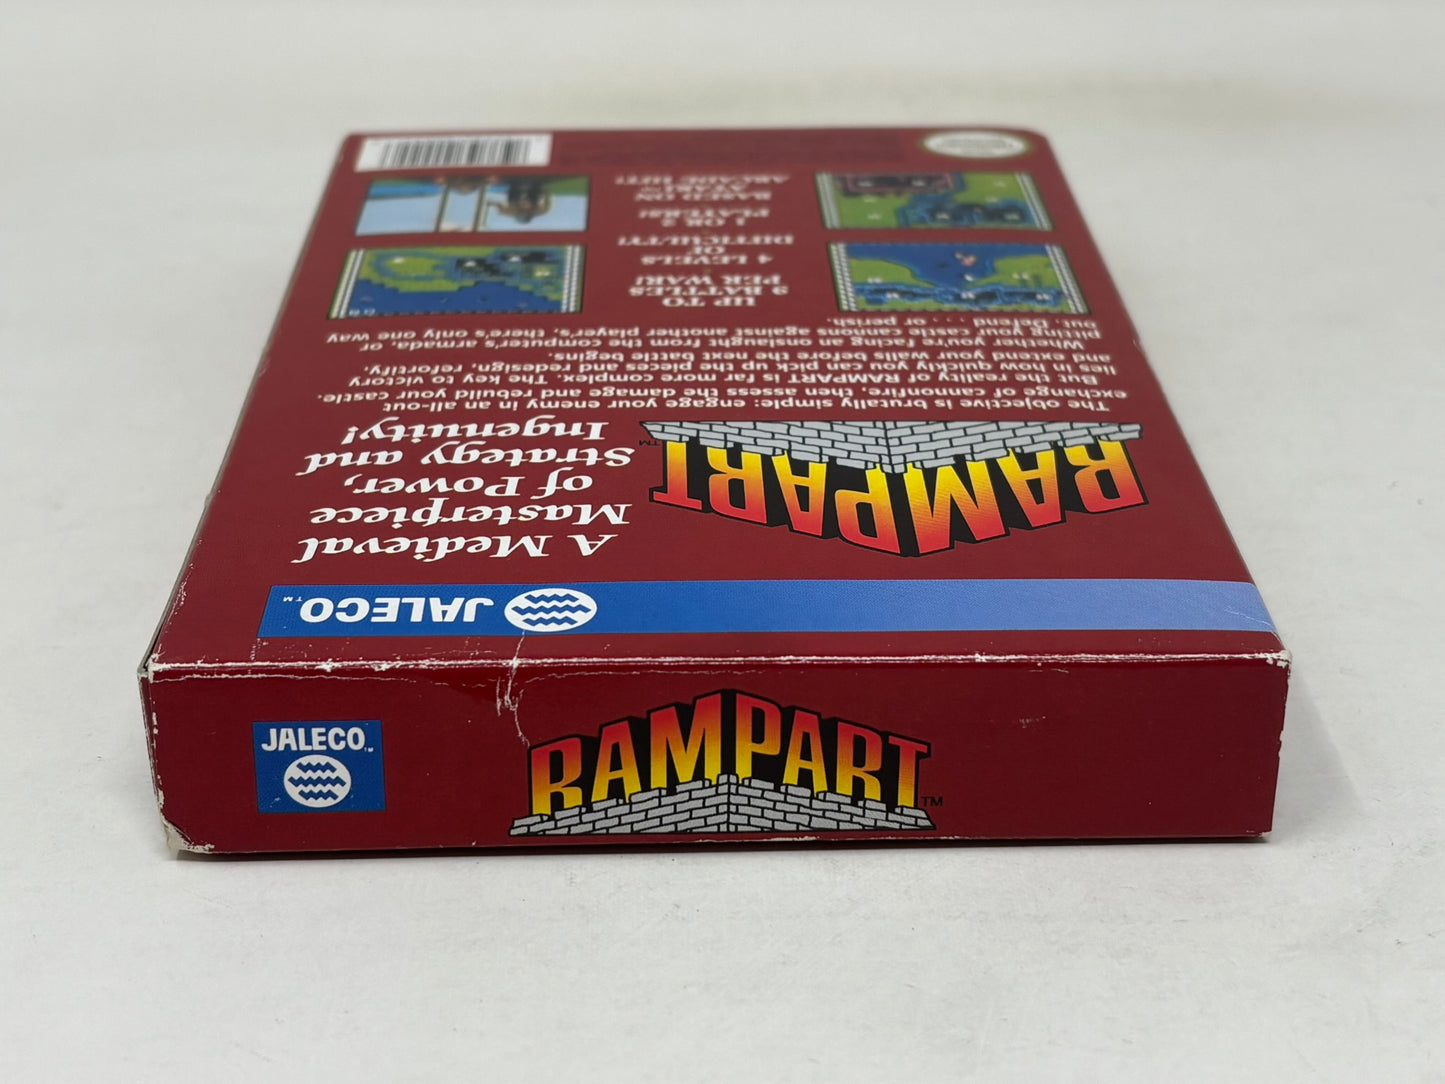 JALECO™
RAMPART™
JALECO™
A Medieval
Masterpiece
of Power,
Strategy and
Ingenuity!
RAMPART™
The objective is brutally simple: engage your enemy in an all-out
exchange of cannonfire, then assess the damage and rebuild your castle.
But the reality of RAMPART is far more complex. The key to victory
lies in how quickly you can pick up the pieces and redesign, refortify,
and extend your walls before the next battle begins.
Whether you're facing an onslaught from the computer's armada, or
pitting your castle cannons against another player's, there's only one way
out. Defend . . . or perish.
UP TO
9 BATTLES
PER WAR!
4 LEVELS
OF
DIFFICULTY!
1 OR 2
PLAYERS!
BASED ON
ATARI™
ARCADE HIT!